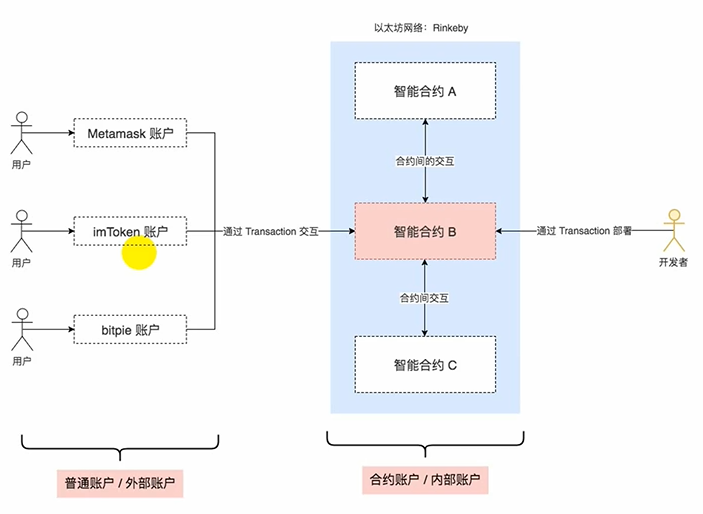 以太坊网络：Rinkeby
智能合约 A
Metamask 账户
用户
合约间的交互
imToken 账户
通过 Transaction 交互
智能合约 B
通过 Transaction 部署
用户
开发者
合约间交互
bitpie 账户
用户
智能合约 C
普通账户 / 外部账户
合约账户 / 内部账户